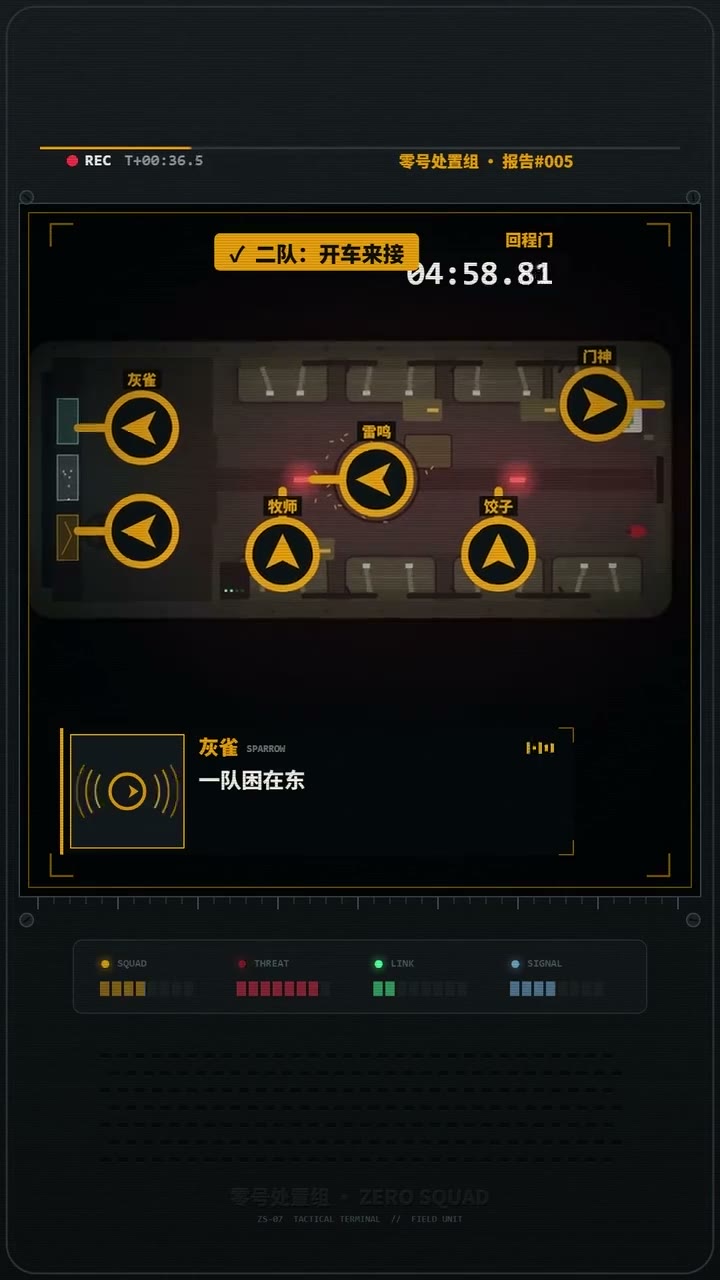 REC T+00:36.5
零号处置组 • 报告#005
✓ 二队: 开车来接
回程门
04:58.81
灰雀
门神
雷鸣
牧师
饺子
灰雀 SPARROW
一队困在东
SQUAD
THREAT
LINK
SIGNAL
零号处置组 • ZERO SQUAD
ZS-07 TACTICAL TERMINAL // FIELD UNIT